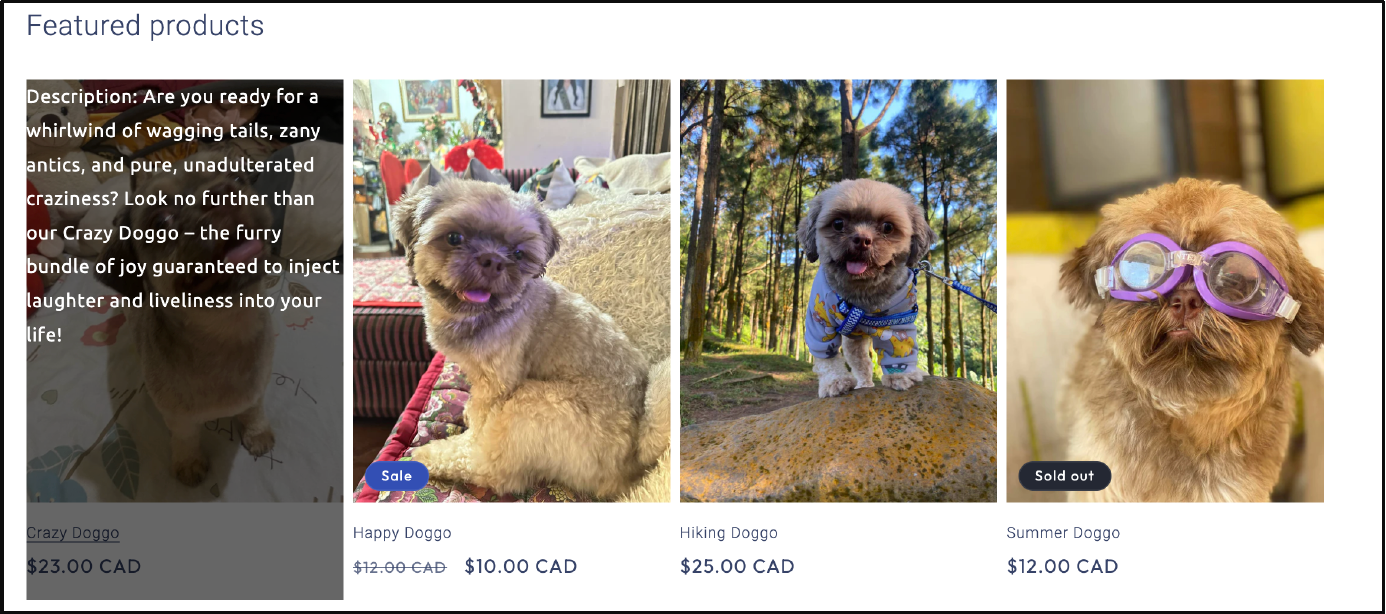 Featured products
Description: Are you ready for a
whirlwind of wagging tails, zany
antics, and pure, unadulterated
craziness? Look no further than
our Crazy Doggo – the furry
bundle of joy guaranteed to inject
laughter and liveliness into your
life!
Sale
Sold out
Crazy Doggo
$23.00 CAD
Happy Doggo
$12.00 CAD $10.00 CAD
Hiking Doggo
$25.00 CAD
Summer Doggo
$12.00 CAD